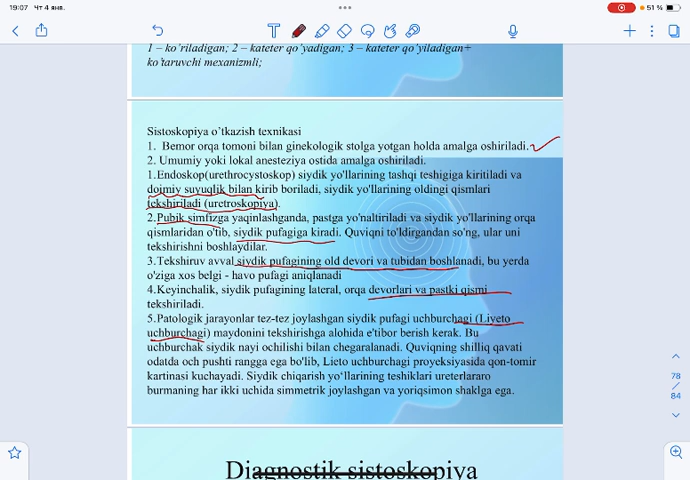 19:07 Чт 4 янв.
51 %
1 – ko'riladigan; 2 – kateter qo'yadigan; 3 – kateter qo'yiladigan+
ko'taruvchi mexanizmli;
Sistoskopiya o'tkazish texnikasi
1. Bemor orqa tomoni bilan ginekologik stolga yotgan holda amalga oshiriladi.
2. Umumiy yoki lokal anesteziya ostida amalga oshiriladi.
1.Endoskop(urethrocystoskop) siydik yo'llarining tashqi teshigiga kiritiladi va
doimiy suyuqlik bilan kirib boriladi, siydik yo'llarining oldingi qismlari
tekshiriladi (uretroskopiya).
2.Pubik simfizga yaqinlashganda, pastga yo'naltiriladi va siydik yo'llarining orqa
qismlaridan o'tib, siydik pufagiga kiradi. Quviqni to'ldirgandan so'ng, ular uni
tekshirishni boshlaydilar.
3.Tekshiruv avval siydik pufagining old devori va tubidan boshlanadi, bu yerda
o'ziga xos belgi - havo pufagi aniqlanadi
4.Keyinchalik, siydik pufagining lateral, orqa devorlari va pastki qismi
tekshiriladi.
5.Patologik jarayonlar tez-tez joylashgan siydik pufagi uchburchagi (Liyeto
uchburchagi) maydonini tekshirishga alohida e'tibor berish kerak. Bu
uchburchak siydik nayi ochilishi bilan chegaralanadi. Quviqning shilliq qavati
odatda och pushti rangga ega bo'lib, Lieto uchburchagi proyeksiyasida qon-tomir
kartinasi kuchayadi. Siydik chiqarish yo'llarining teshiklari ureterlararo
burmaning har ikki uchida simmetrik joylashgan va yoriqsimon shaklga ega.
78
/
84
Diagnostik sistoskopiya